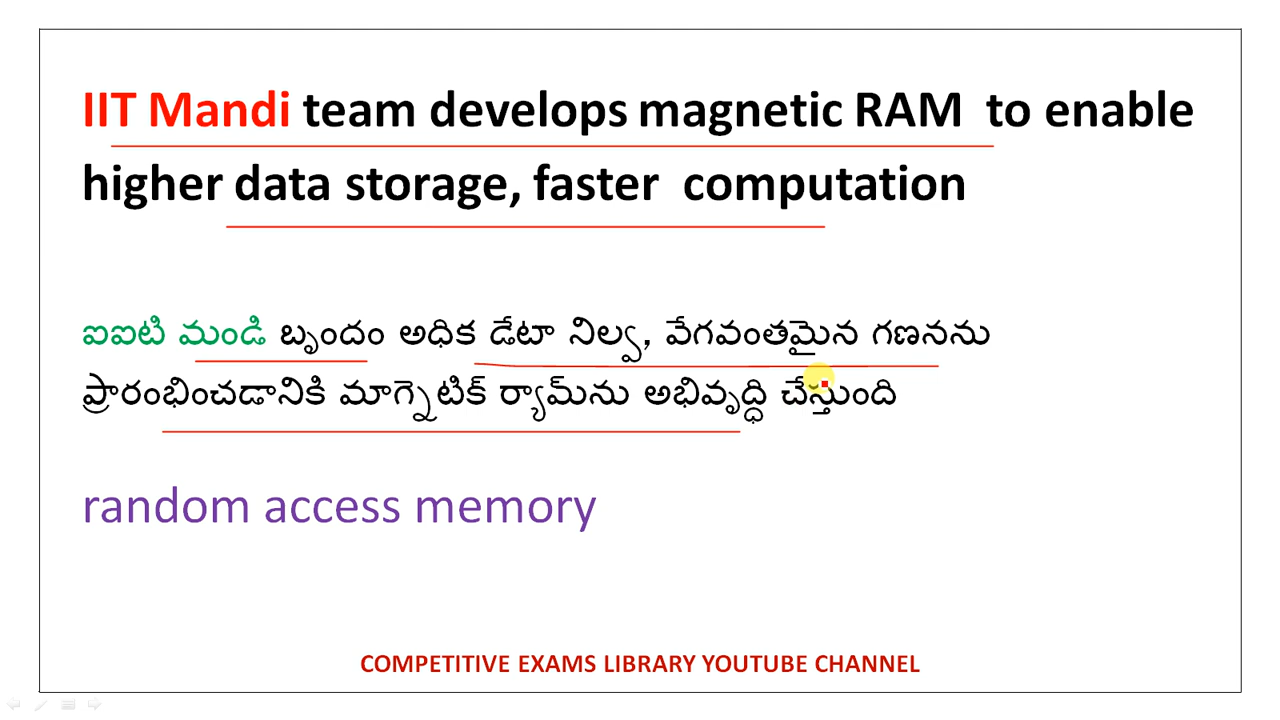 IIT Mandi team develops magnetic RAM to enable
higher data storage, faster computation
ఐఐటి మండి బృందం అధిక డేటా నిల్వ, వేగవంతమైన గణనను
ప్రారంభించడానికి మాగ్నెటిక్ ర్యామ్‌ను అభివృద్ధి చేస్తుంది
random access memory
COMPETITIVE EXAMS LIBRARY YOUTUBE CHANNEL